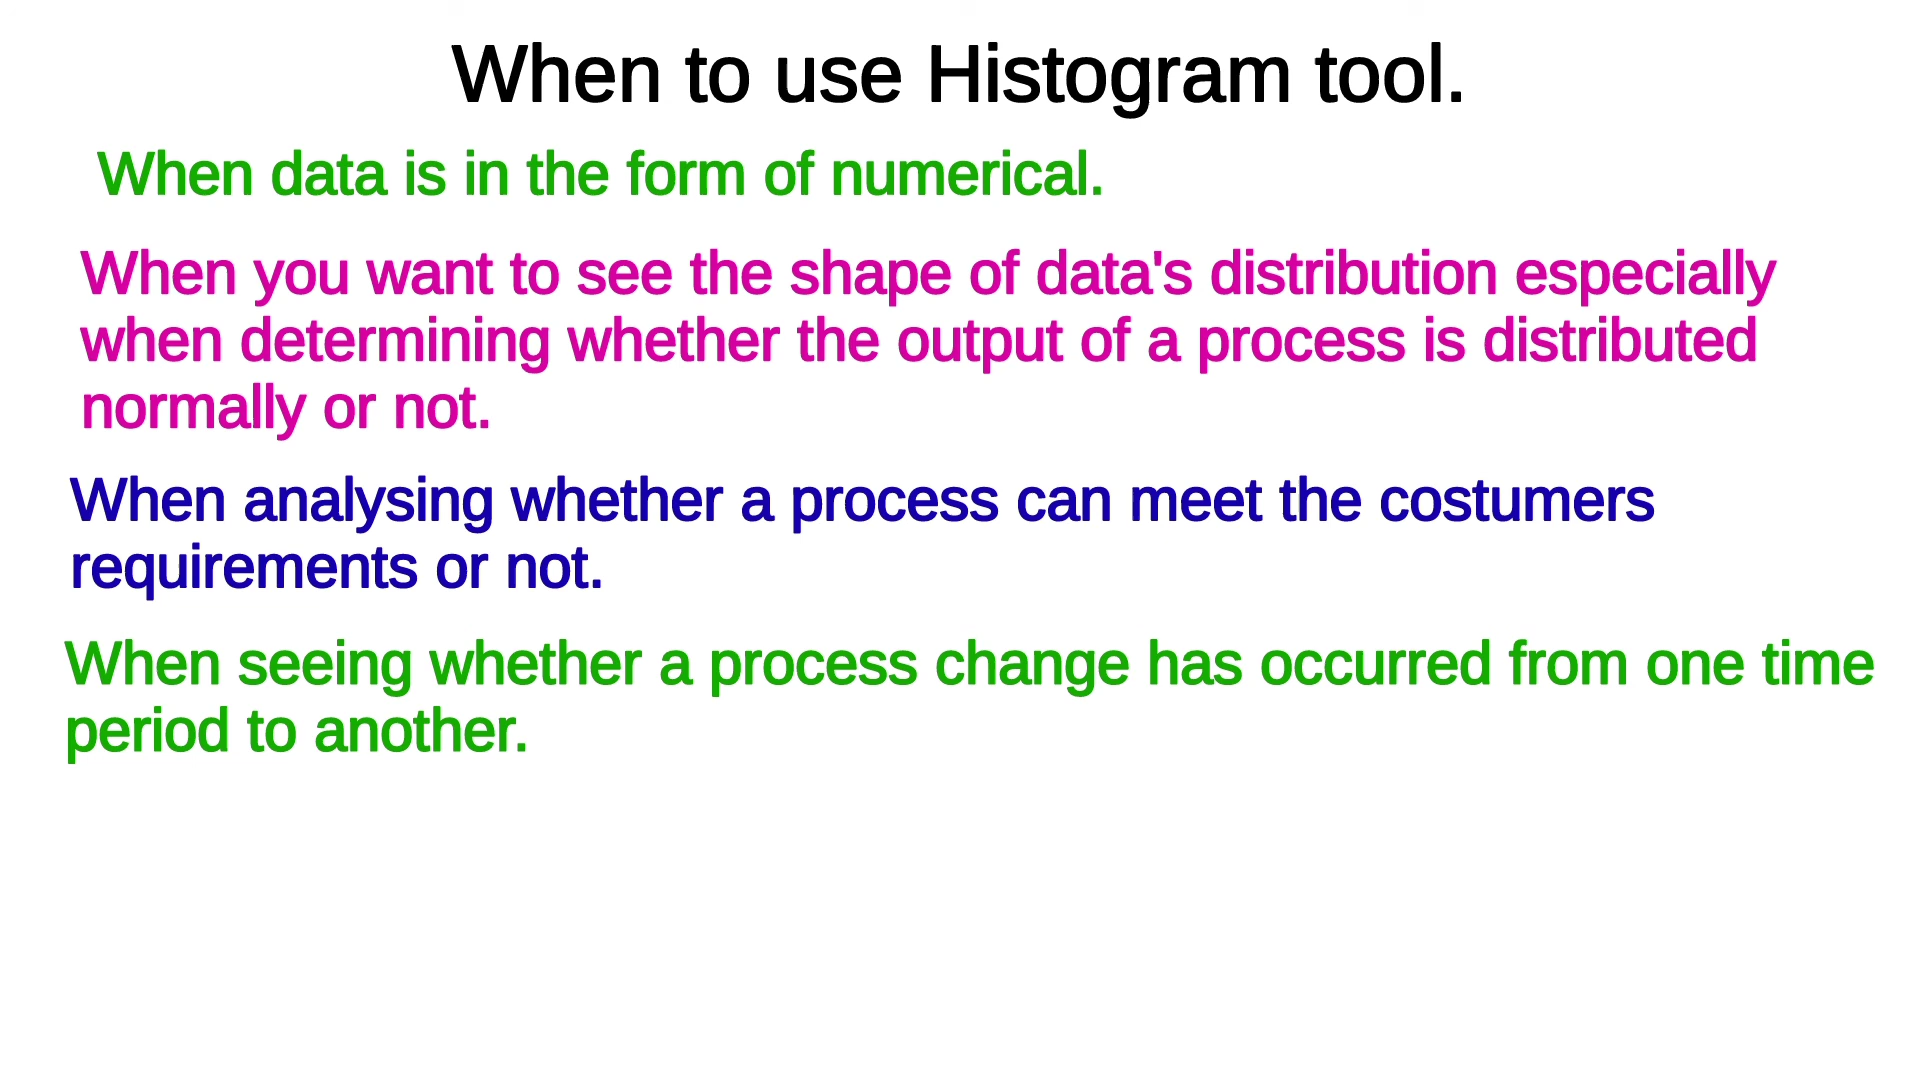 When to use Histogram tool.
When data is in the form of numerical.
When you want to see the shape of data's distribution especially
when determining whether the output of a process is distributed
normally or not.
When analysing whether a process can meet the costumers
requirements or not.
When seeing whether a process change has occurred from one time
period to another.